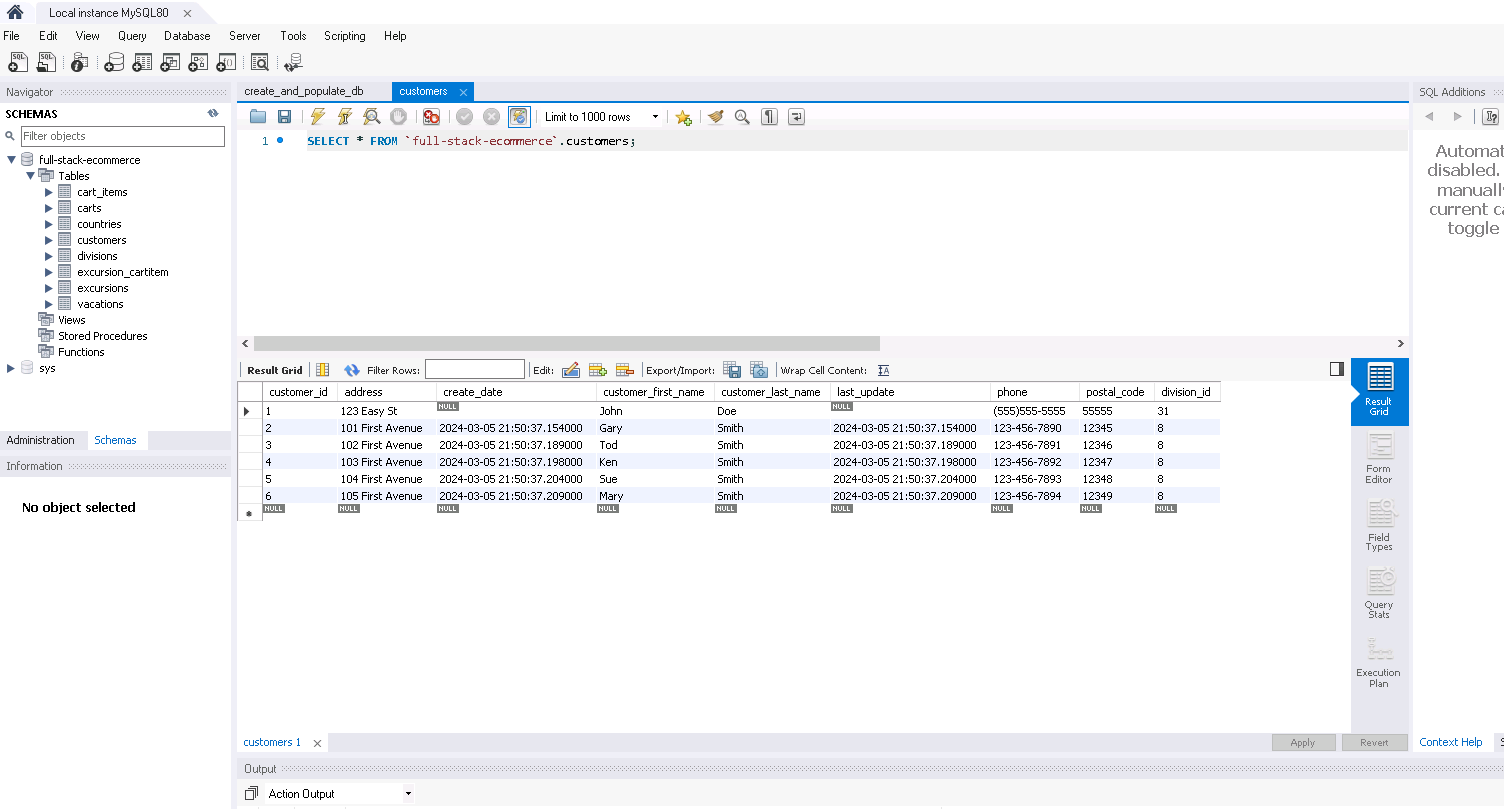 Local instance MySQL80
File Edit View Query Database Server Tools Scripting Help
Navigator
SCHEMAS
Filter objects
full-stack-ecommerce
Tables
cart_items
carts
countries
customers
divisions
excursion_cartitem
excursions
vacations
Views
Stored Procedures
Functions
sys
Administration Schemas
Information
No object selected
create_and_populate_db customers
Limit to 1000 rows
1 SELECT * FROM `full-stack-ecommerce`.customers;
Result Grid Filter Rows: Edit: Export/Import: Wrap Cell Content:
customer_id address create_date customer_first_name customer_last_name last_update phone postal_code division_id
1 123 Easy St NULL John Doe NULL (555)555-5555 55555 31
2 101 First Avenue 2024-03-05 21:50:37.154000 Gary Smith 2024-03-05 21:50:37.154000 123-456-7890 12345 8
3 102 First Avenue 2024-03-05 21:50:37.189000 Tod Smith 2024-03-05 21:50:37.189000 123-456-7891 12346 8
4 103 First Avenue 2024-03-05 21:50:37.198000 Ken Smith 2024-03-05 21:50:37.198000 123-456-7892 12347 8
5 104 First Avenue 2024-03-05 21:50:37.204000 Sue Smith 2024-03-05 21:50:37.204000 123-456-7893 12348 8
6 105 First Avenue 2024-03-05 21:50:37.209000 Mary Smith 2024-03-05 21:50:37.209000 123-456-7894 12349 8
NULL NULL NULL NULL NULL NULL NULL NULL NULL
Result
Grid
Form
Editor
Field
Types
Query
Stats
Execution
Plan
customers 1
Apply Revert
Output
Action Output
SQL Additions
Automat
disabled.
manually
current ca
toggle
Context Help S